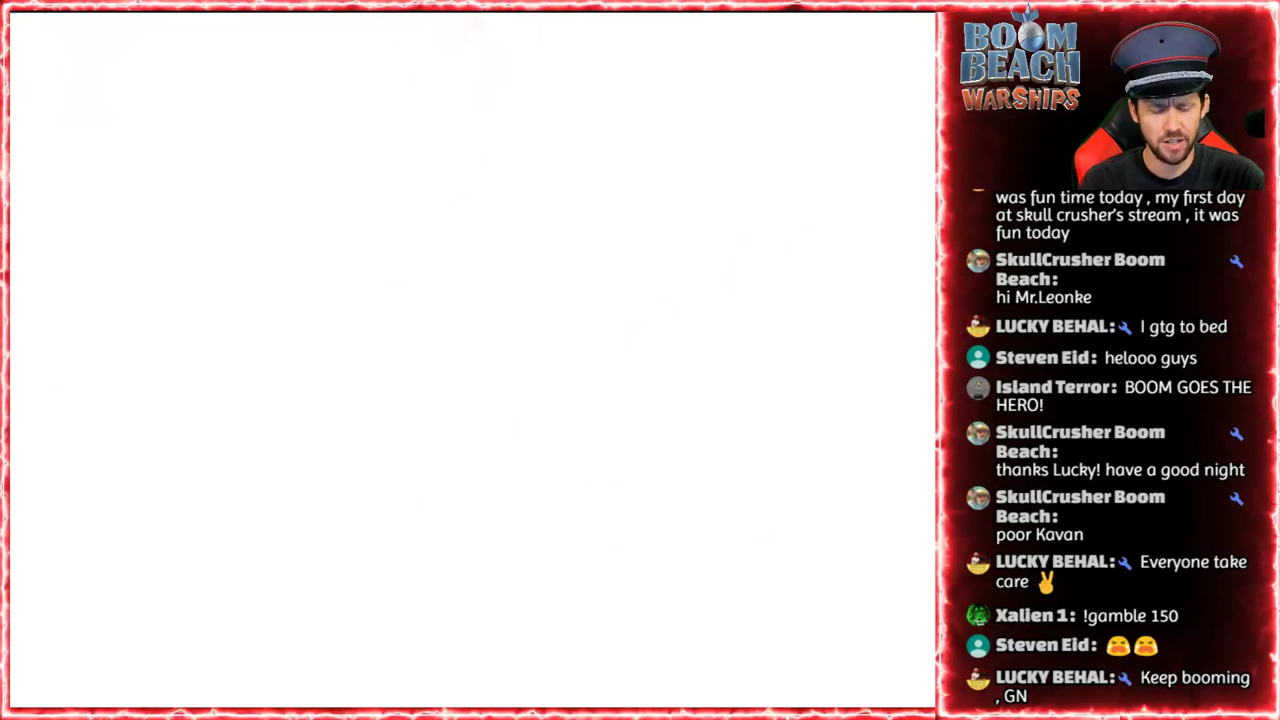 BOOM
BEACH
WARSHIPS
was fun time today , my first day
at skull crusher's stream , it was
fun today
SkullCrusher Boom
Beach:
hi Mr.Leonke
LUCKY BEHAL: I gtg to bed
Steven Eid: helooo guys
Island Terror: BOOM GOES THE
HERO!
SkullCrusher Boom
Beach:
thanks Lucky! have a good night
SkullCrusher Boom
Beach:
poor Kavan
LUCKY BEHAL: Everyone take
care ✌
Xalien 1: !gamble 150
Steven Eid: 😫😫
LUCKY BEHAL: Keep booming
, GN